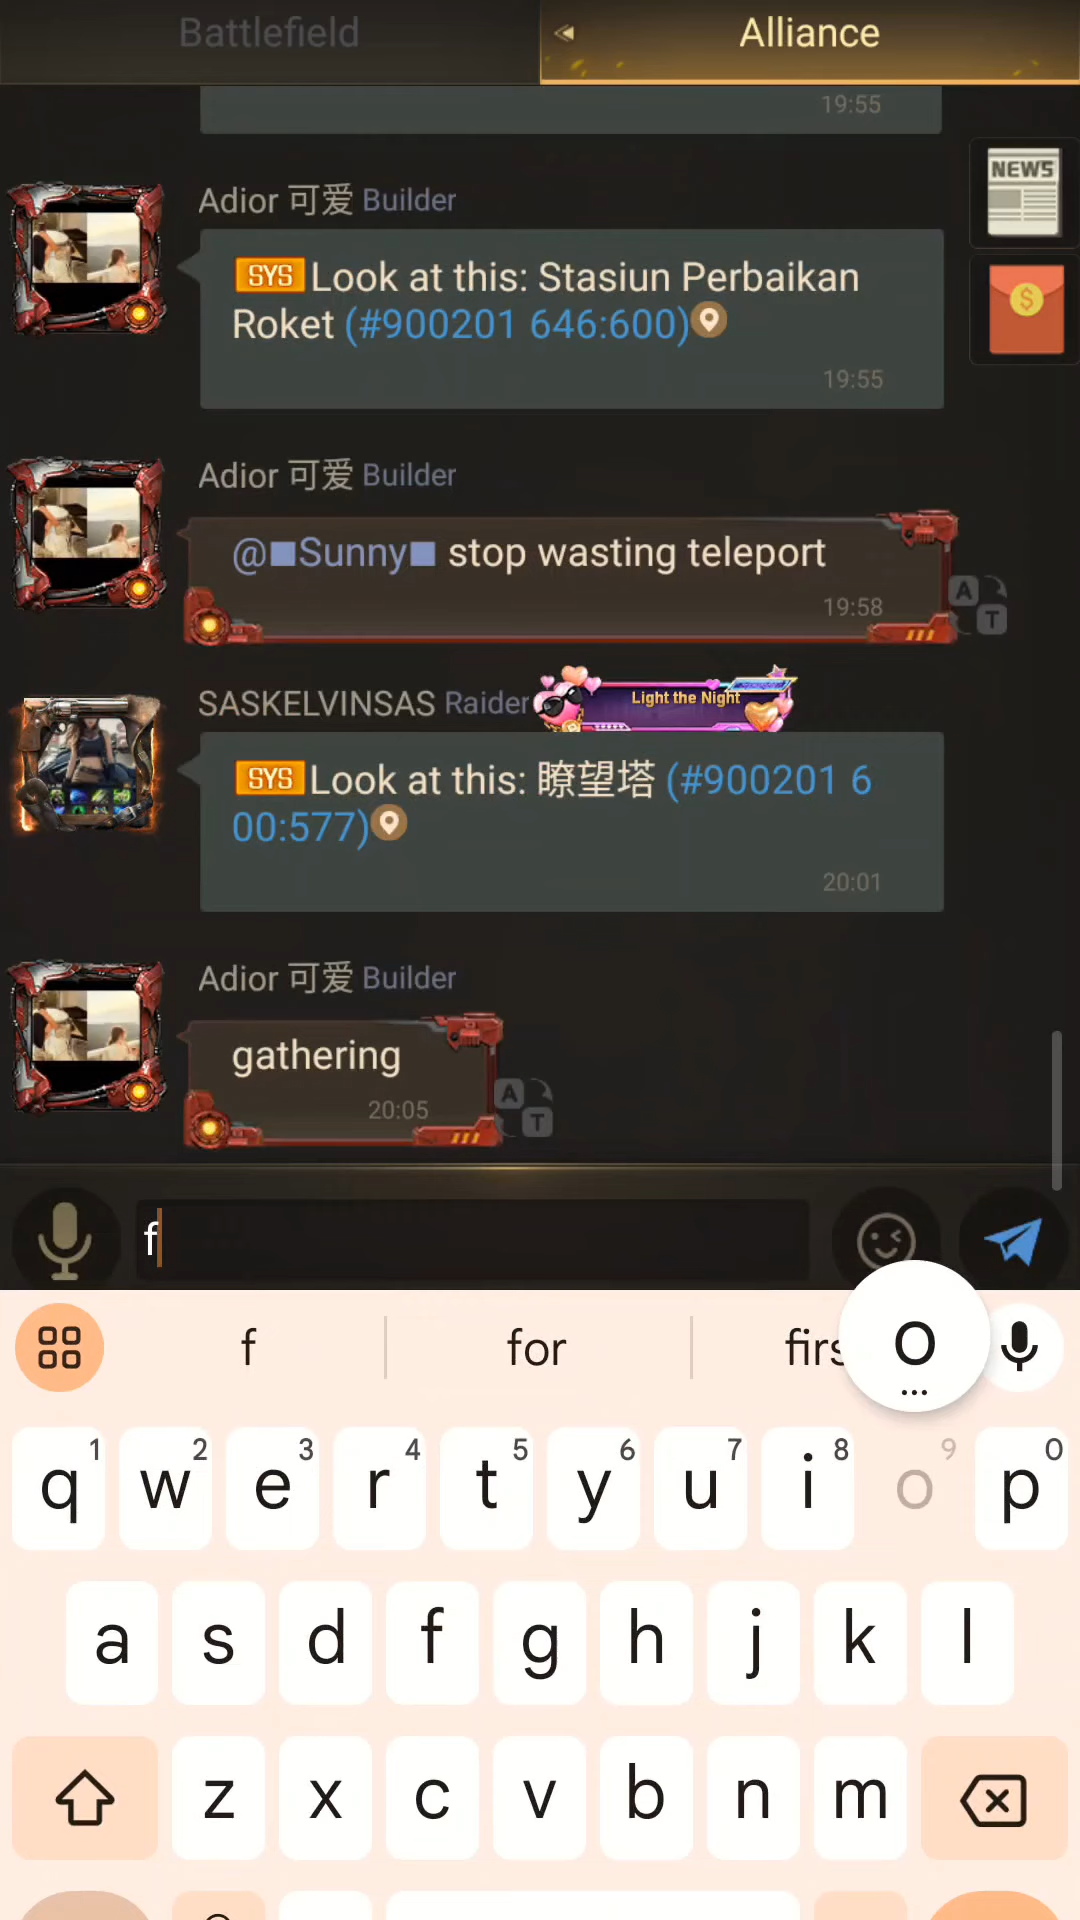 Battlefield
Alliance
19:55
NEWS
Adior 可爱 Builder
SYS Look at this: Stasiun Perbaikan
Roket (#900201 646:600)
19:55
Adior 可爱 Builder
@■Sunny■ stop wasting teleport
19:58
A
T
SASKELVINSAS Raider
Light the Night
SYS Look at this: 瞭望塔 (#900201 6
00:577)
20:01
Adior 可爱 Builder
gathering
20:05
A
T
f
f
for
firs
o
...
q 1 w 2 e 3 r 4 t 5 y 6 u 7 i 8 o 9 p 0
a s d f g h j k l
z x c v b n m